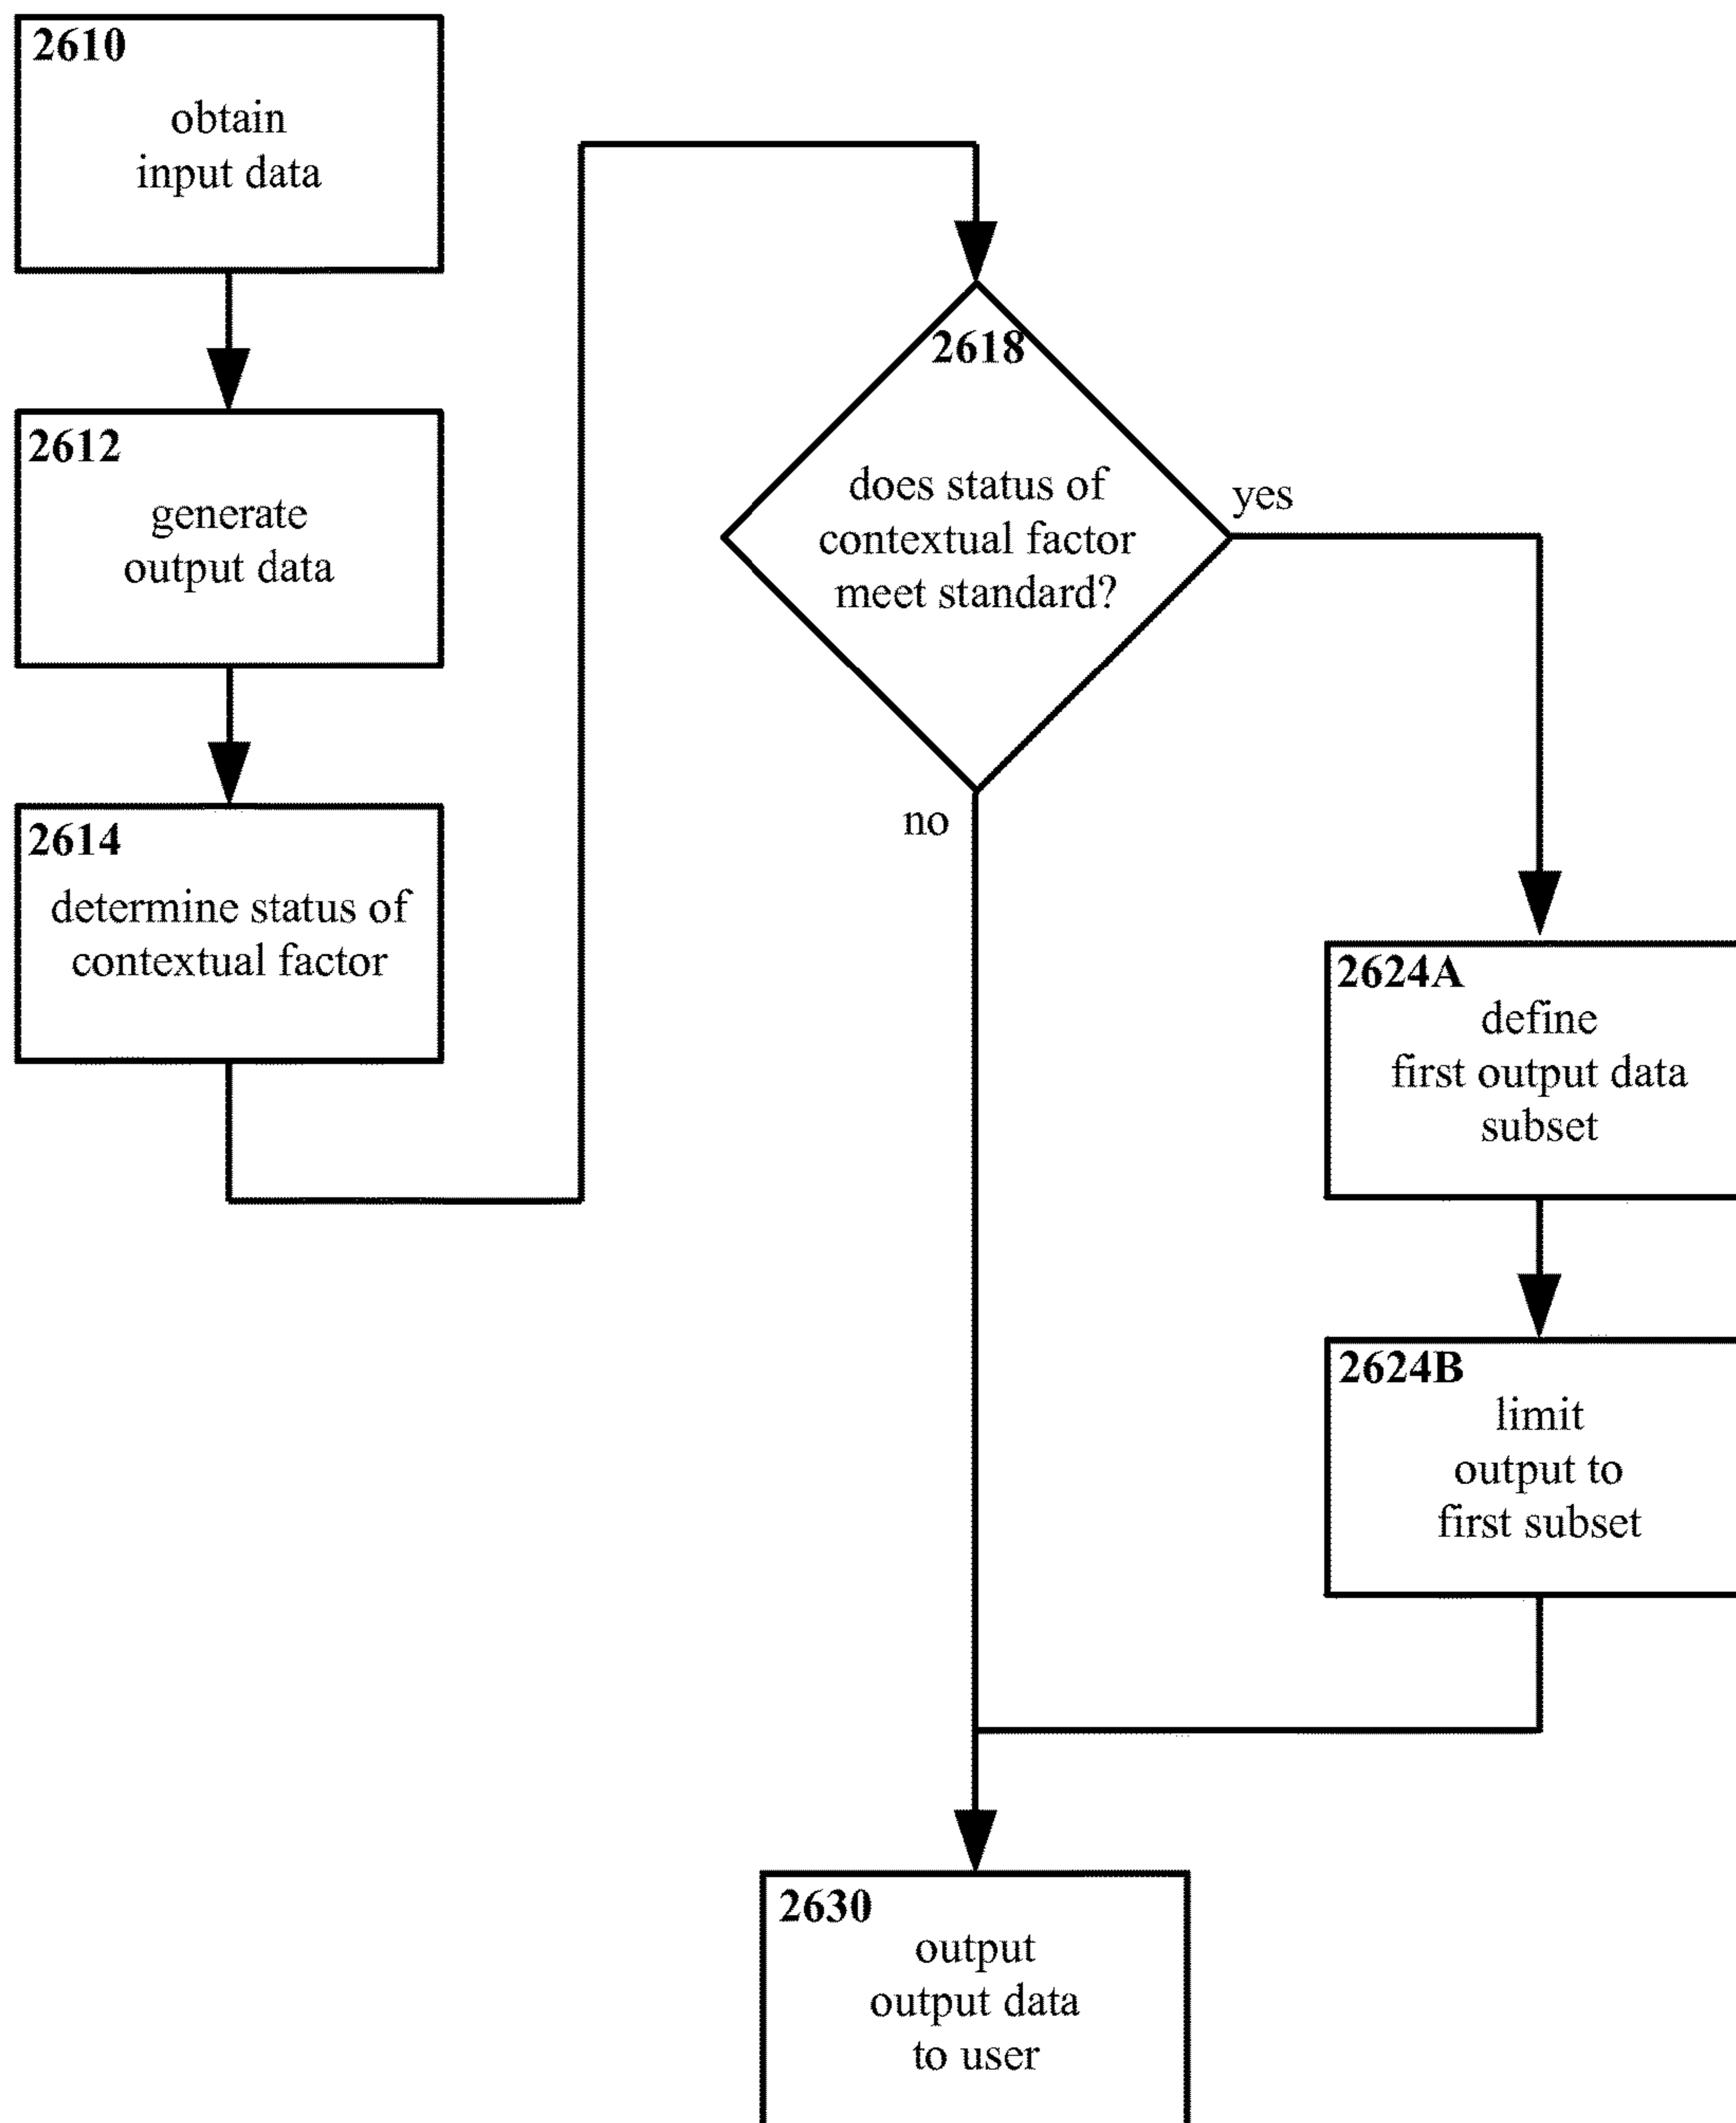 2610
obtain
input data
2612
generate
output data
2614
determine status of
contextual factor
2618
does status of
contextual factor
meet standard?
yes
no
2624A
define
first output data
subset
2624B
limit
output to
first subset
2630
output
output data
to user